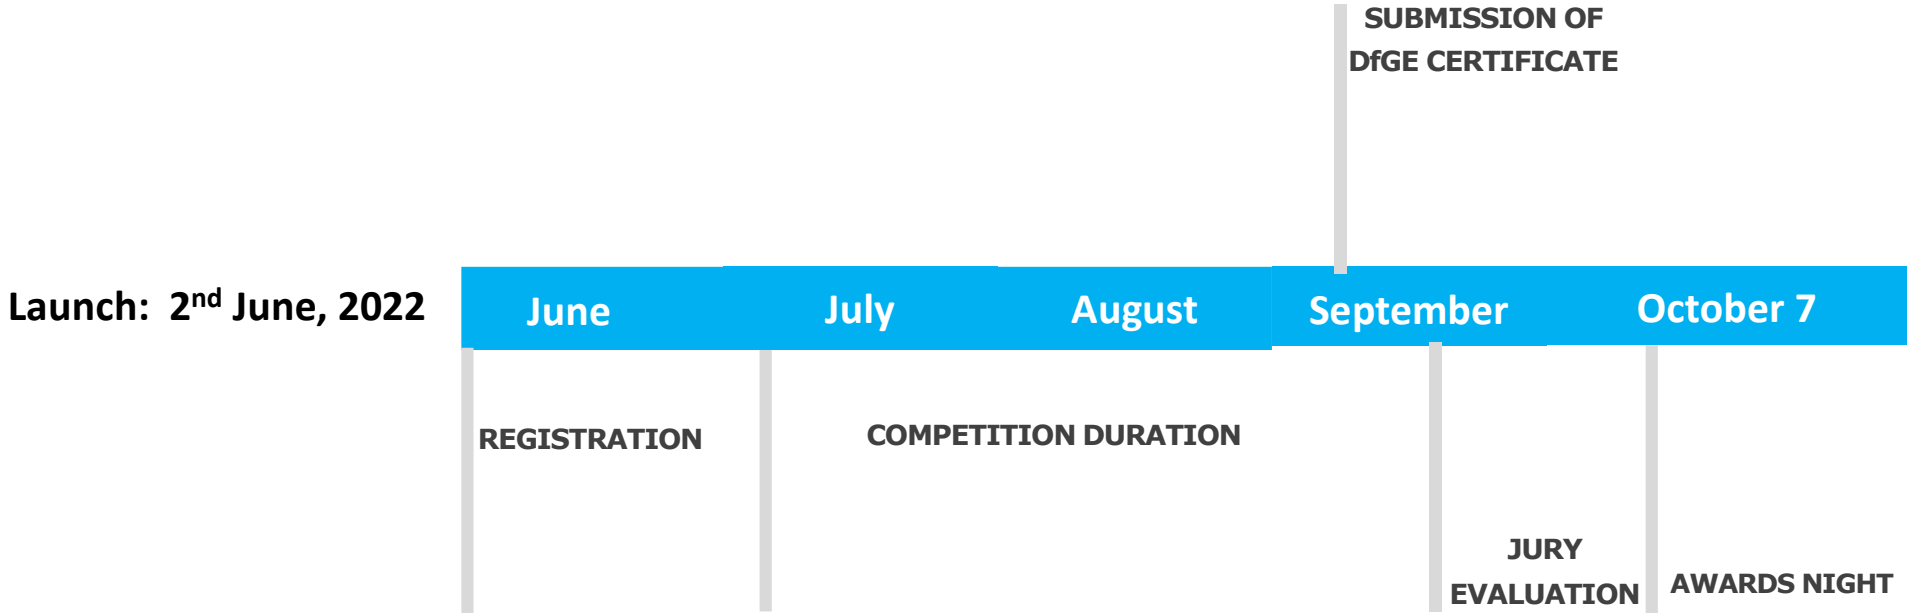 SUBMISSION OF
DfGE CERTIFICATE
Launch: 2nd June, 2022
June
July
August
September
October 7
REGISTRATION
COMPETITION DURATION
JURY
EVALUATION
AWARDS NIGHT